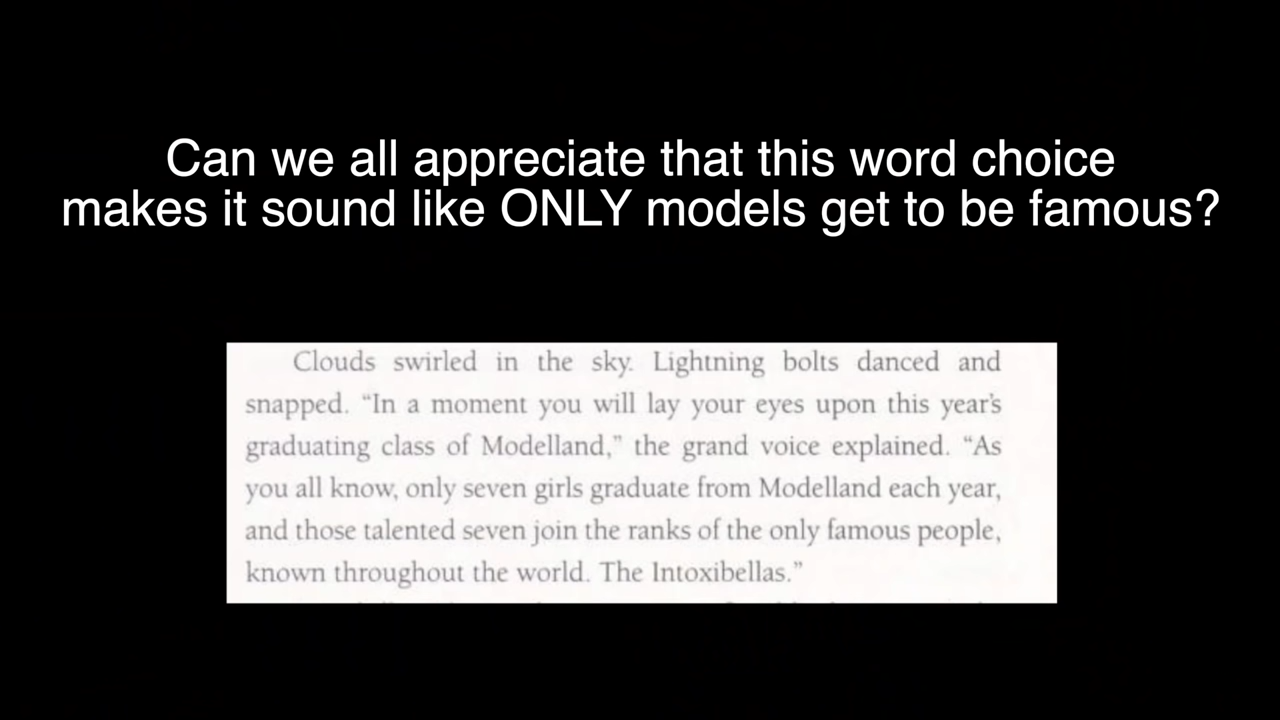 Can we all appreciate that this word choice
makes it sound like ONLY models get to be famous?
Clouds swirled in the sky. Lightning bolts danced and
snapped. “In a moment you will lay your eyes upon this year’s
graduating class of Modelland,” the grand voice explained. “As
you all know, only seven girls graduate from Modelland each year,
and those talented seven join the ranks of the only famous people,
known throughout the world. The Intoxibellas.”